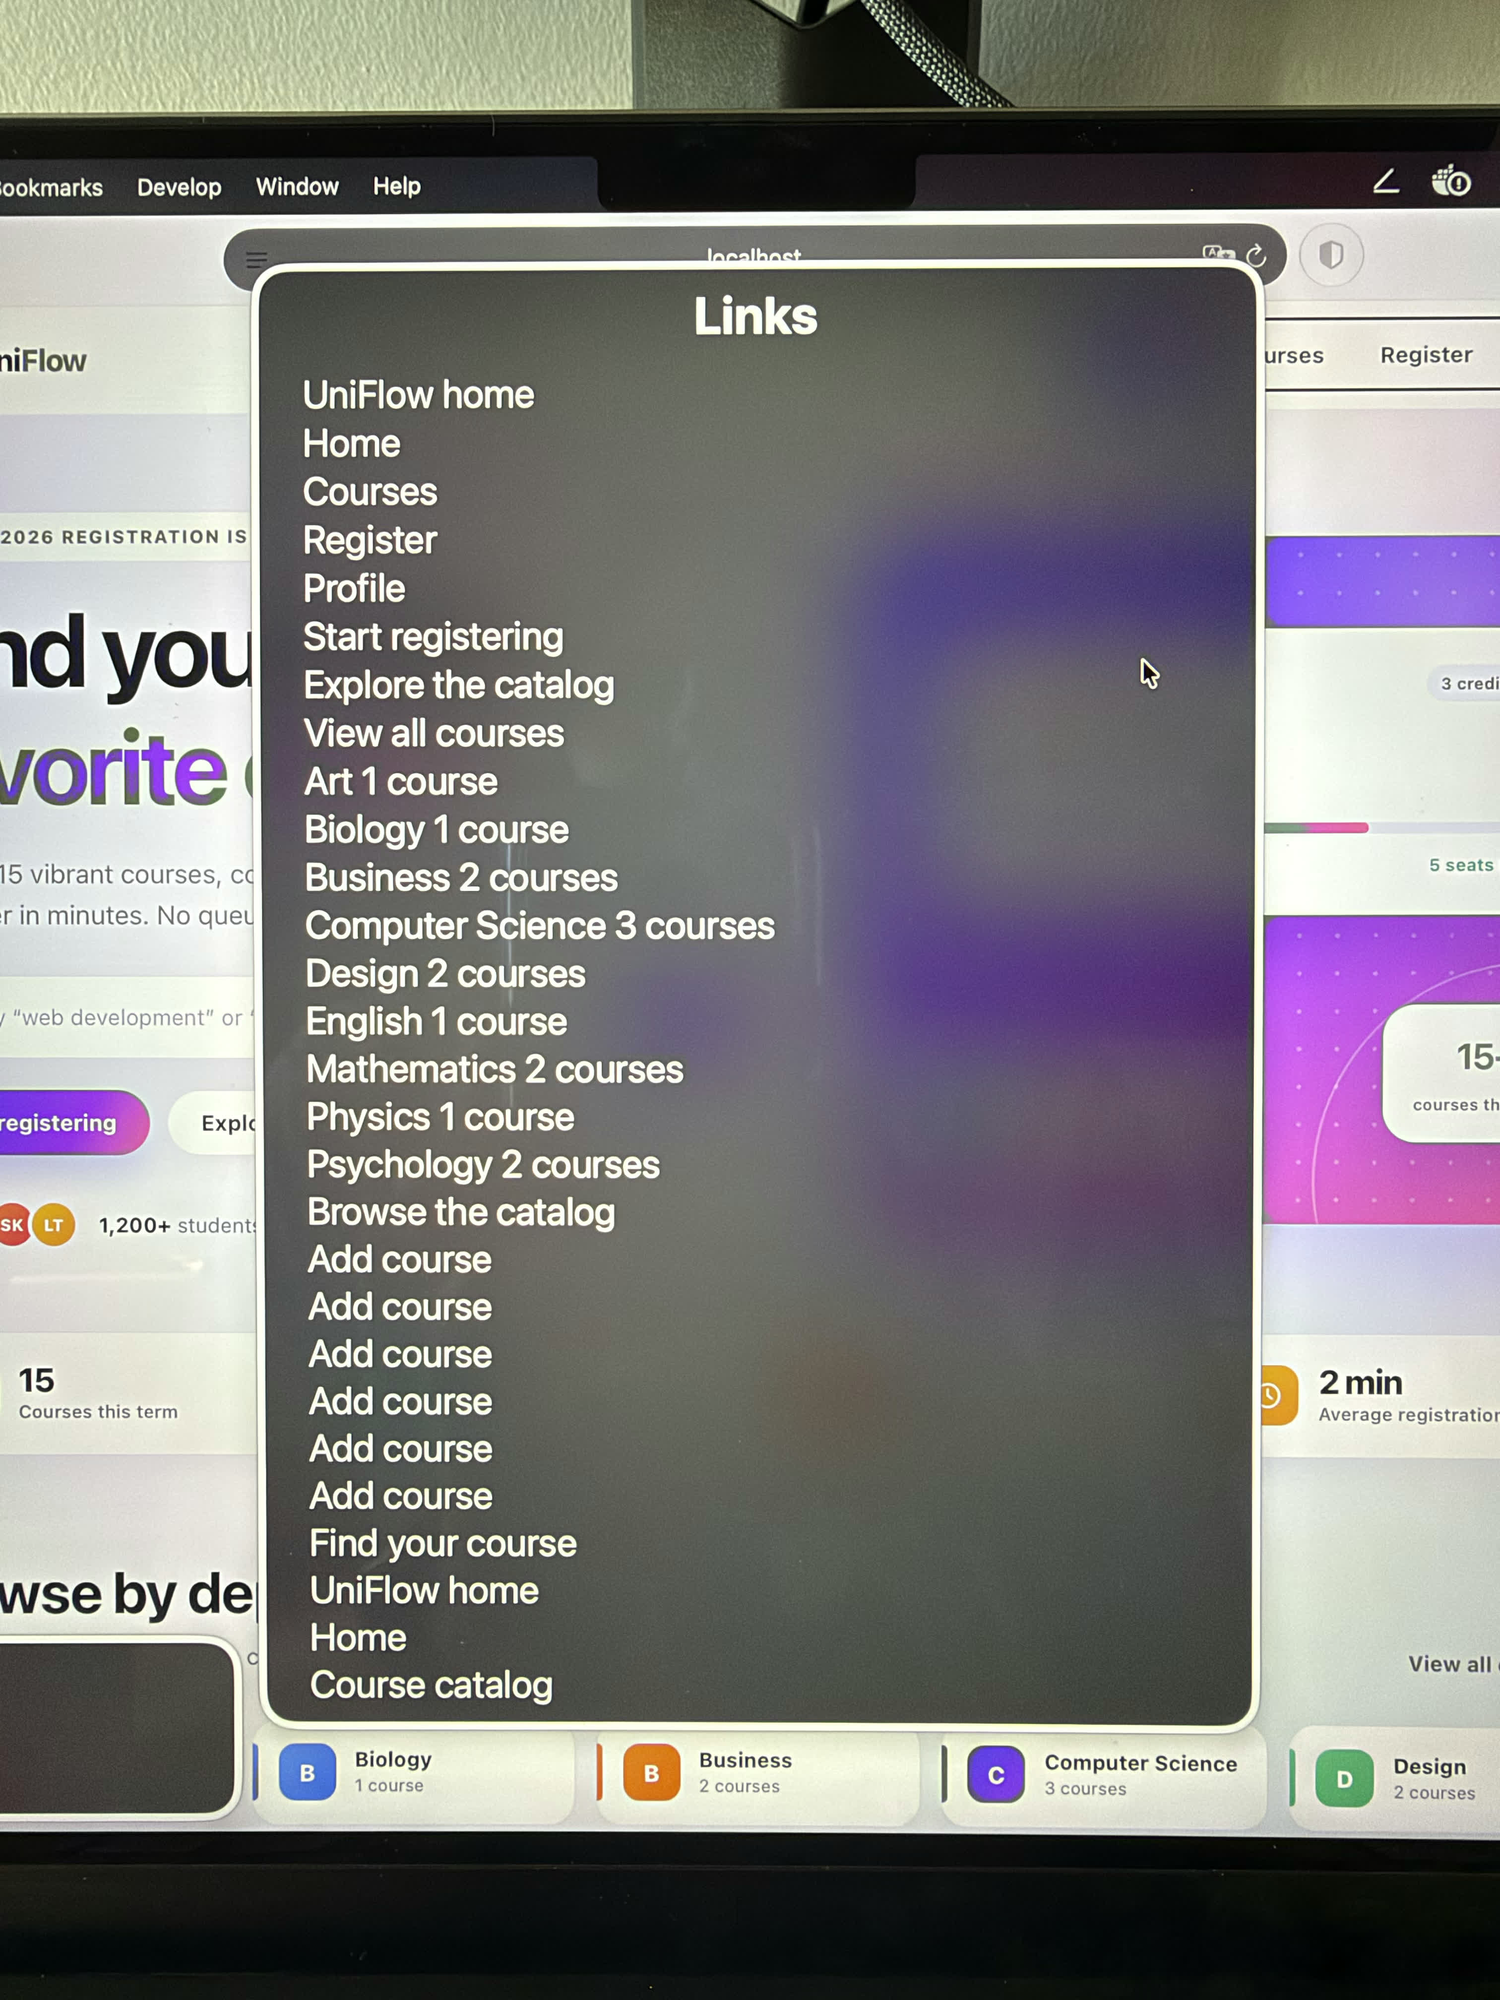 ookmarks Develop Window Help
localhost
niFlow
urses Register
Links
UniFlow home
Home
Courses
Register
Profile
Start registering
Explore the catalog
View all courses
Art 1 course
Biology 1 course
Business 2 courses
Computer Science 3 courses
Design 2 courses
English 1 course
Mathematics 2 courses
Physics 1 course
Psychology 2 courses
Browse the catalog
Add course
Add course
Add course
Add course
Add course
Add course
Find your course
UniFlow home
Home
Course catalog
2026 REGISTRATION IS
nd you
vorite
15 vibrant courses, co
r in minutes. No queu
y “web development” or “
registering
Explo
SK LT 1,200+ students
15
Courses this term
wse by dep
3 credi
5 seats
15
courses th
2 min
Average registration
View all
B Biology
1 course
B Business
2 courses
C Computer Science
3 courses
D Design
2 courses